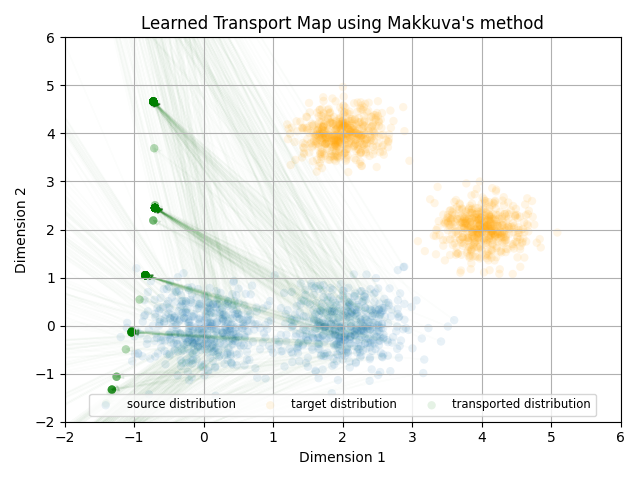 Learned Transport Map using Makkuva's method
6
5
4
3
2
1
0
−1
−2
Dimension 2
source distribution target distribution transported distribution
−2 −1 0 1 2 3 4 5 6
Dimension 1